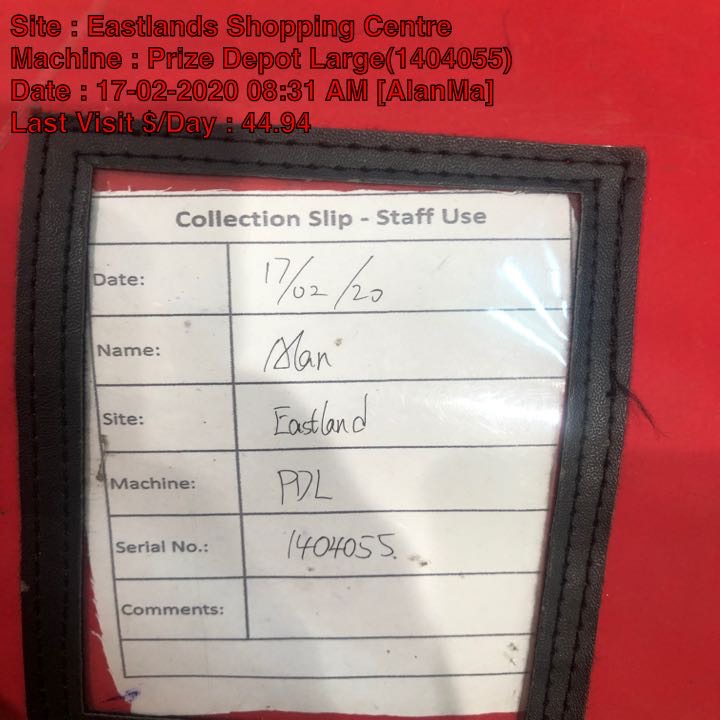 Site : Eastlands Shopping Centre
Machine : Prize Depot Large(1404055)
Date : 17-02-2020 08:31 AM [AlanMa]
Last Visit $/Day : 44.94
Collection Slip - Staff Use
Date: 17/02/20
Name: Alan
Site: Eastland
Machine: PDL
Serial No.: 1404055
Comments: